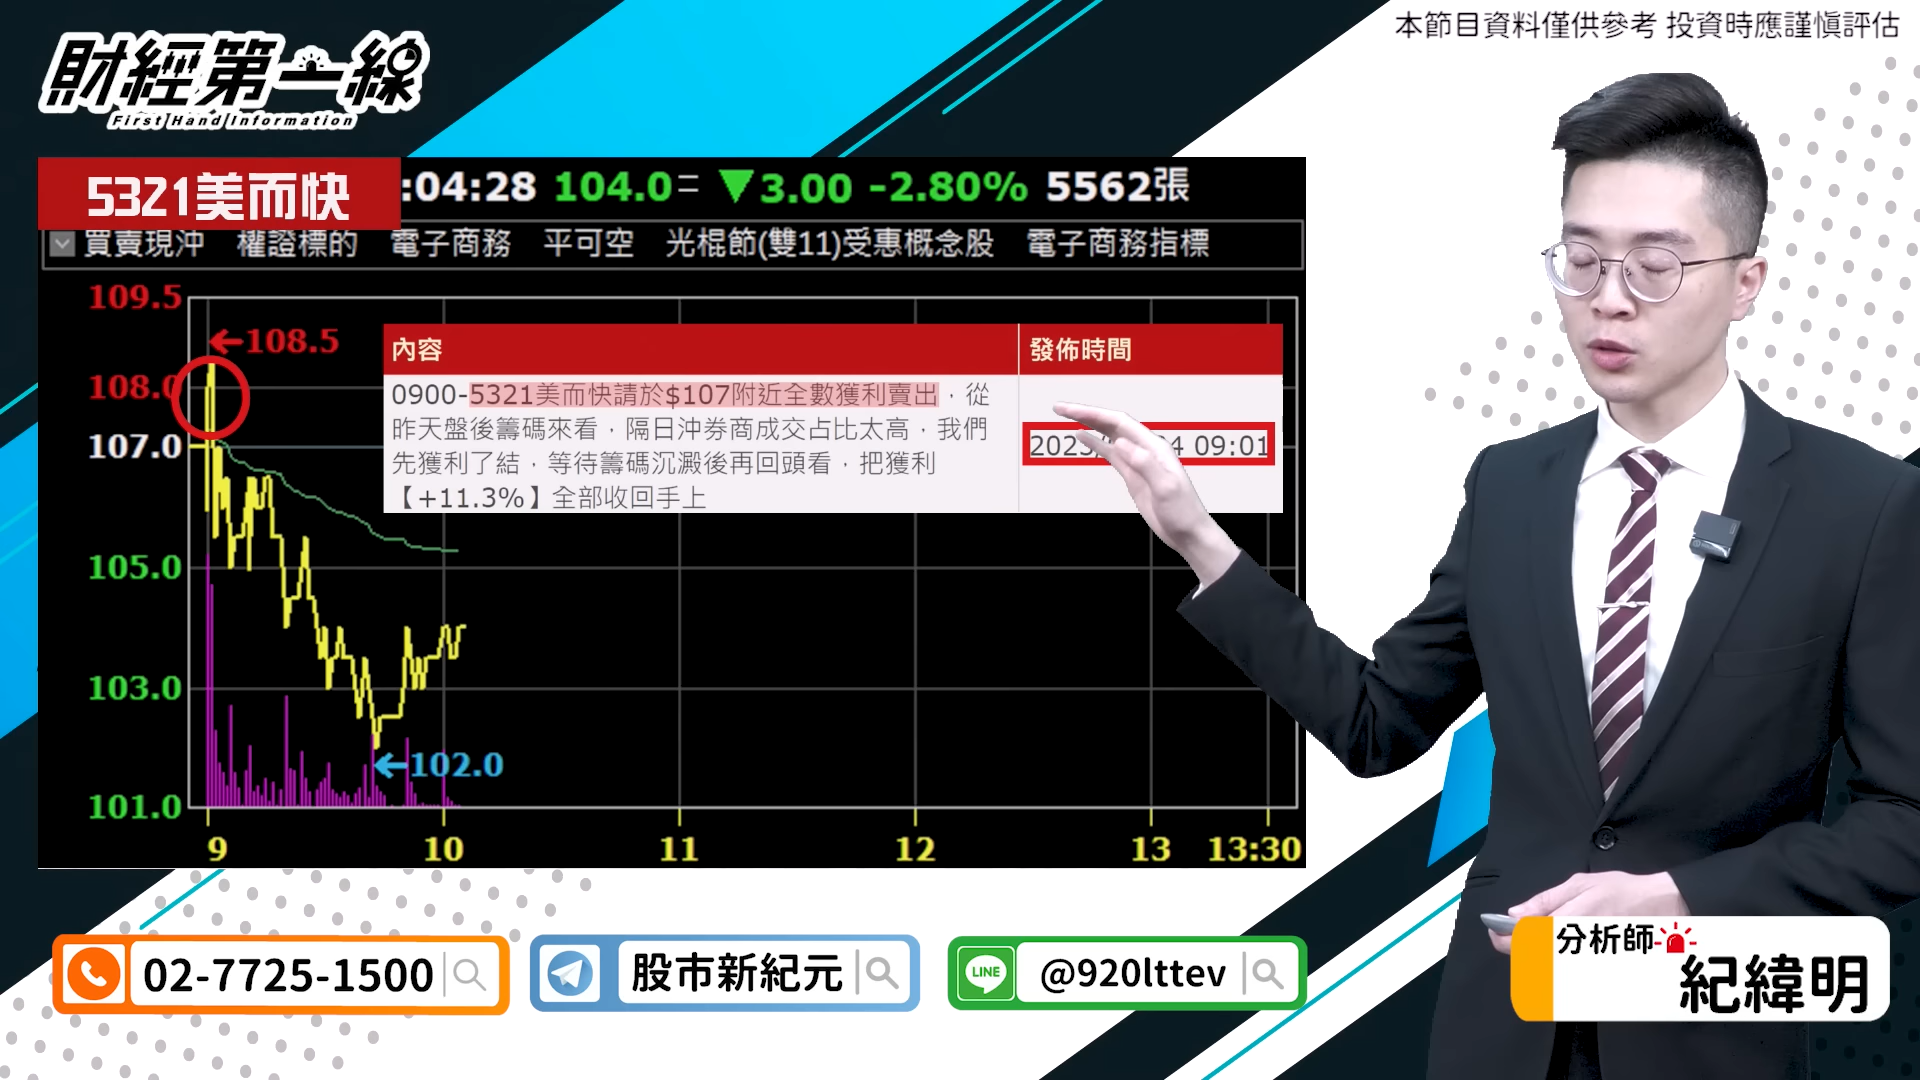 本節目資料僅供參考 投資時應謹慎評估
財經第一線
First Hand Information
5321美而快
:04:28 104.0= ▼3.00 -2.80% 5562張
買賣現沖 權證標的 電子商務 平可空 光棍節(雙11)受惠概念股 電子商務指標
109.5
←108.5
108.0
107.0
105.0
103.0
←102.0
101.0
9 10 11 12 13 13:30
內容 發佈時間
0900-5321美而快請於$107附近全數獲利賣出，從
昨天盤後籌碼來看，隔日沖券商成交占比太高，我們
先獲利了結，等待籌碼沉澱後再回頭看，把獲利
【+11.3%】全部收回手上
09:01
02-7725-1500
股市新紀元
LINE
@920lttev
分析師
紀緯明